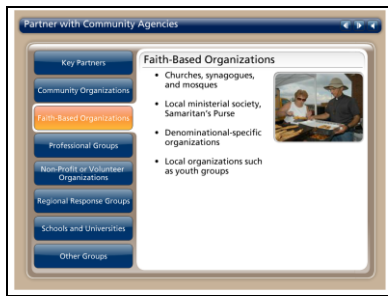 Partner with Community Agencies
Key Partners
Community Organizations
Faith-Based Organizations
Professional Groups
Non-Profit or Volunteer
Organizations
Regional Response Groups
Schools and Universities
Other Groups
Faith-Based Organizations
• Churches, synagogues,
and mosques
• Local ministerial society,
Samaritan's Purse
• Denominational-specific
organizations
• Local organizations such
as youth groups